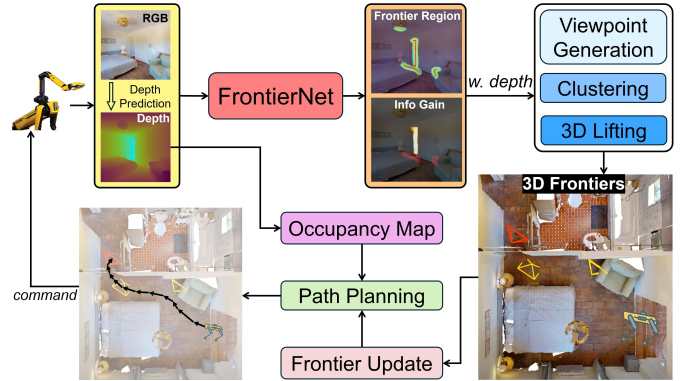 RGB
Depth
Prediction
Depth
FrontierNet
Frontier Region
Info Gain
w. depth
Viewpoint
Generation
Clustering
3D Lifting
3D Frontiers
Occupancy Map
Path Planning
Frontier Update
command